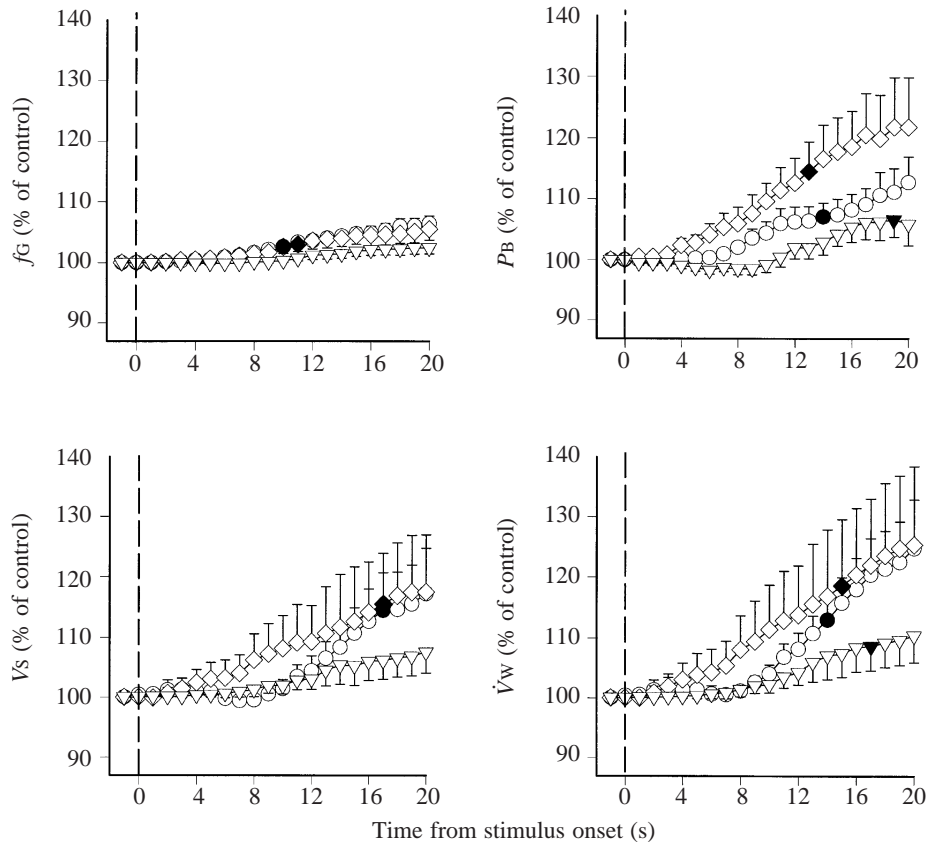 140
130
120
110
100
90
fG (% of control)
0 4 8 12 16 20
140
130
120
110
100
90
PB (% of control)
0 4 8 12 16 20
140
130
120
110
100
90
VS (% of control)
0 4 8 12 16 20
140
130
120
110
100
90
V̇W (% of control)
0 4 8 12 16 20
Time from stimulus onset (s)